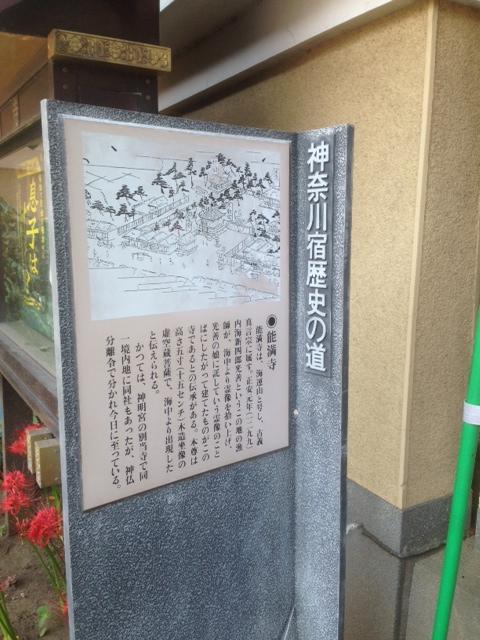 神奈川宿歴史の道
●能満寺
能満寺は、海運山と号し、古義
真言宗に属す。正安元年（一二九九）
内海新四郎光善というこの地の漁
師が、海中より霊像を拾い上げ、
光善の娘に託していう霊像のこと
ばにしたがって建てたものがこの
寺であるとの伝承がある。本尊は
高さ五寸（十五センチ）木造坐像の
虚空蔵菩薩で、海中より出現した
と伝えられる。
かつては、神明宮の別当寺で同
一境内地に同社もあったが、神仏
分離令で分かれ今日に至っている。
息子は